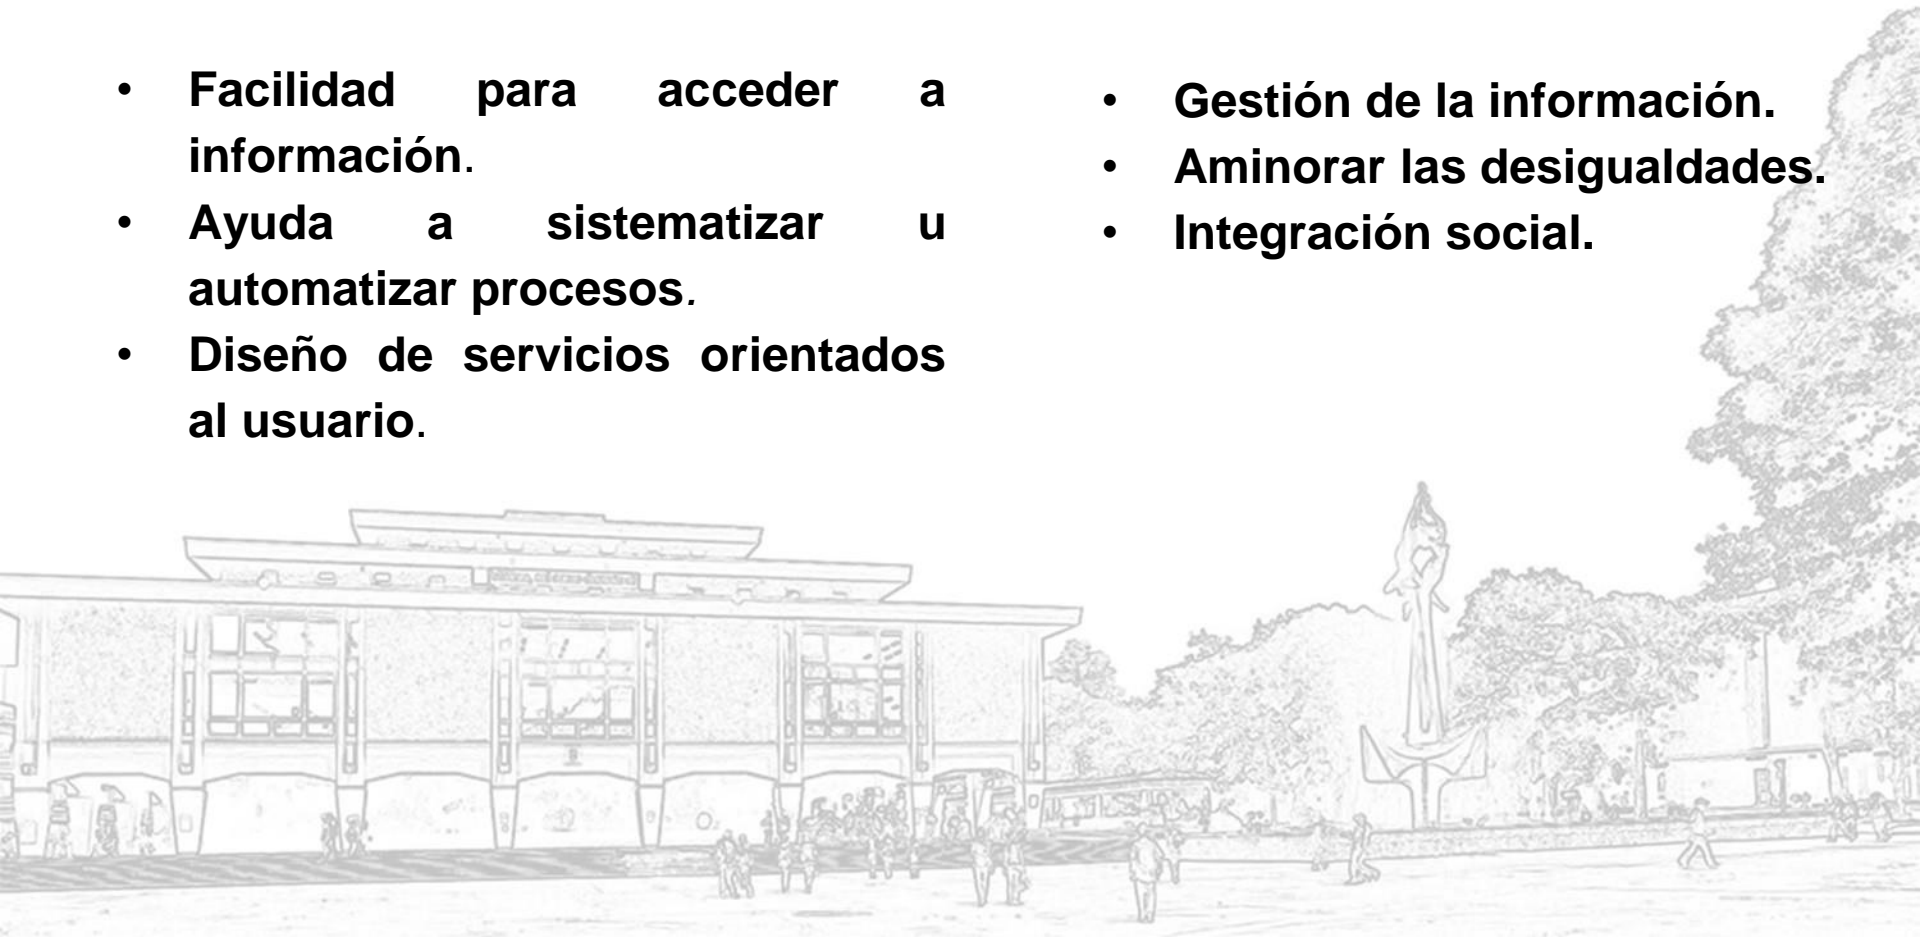 • Facilidad para acceder a
información.
• Ayuda a sistematizar u
automatizar procesos.
• Diseño de servicios orientados
al usuario.
• Gestión de la información.
• Aminorar las desigualdades.
• Integración social.